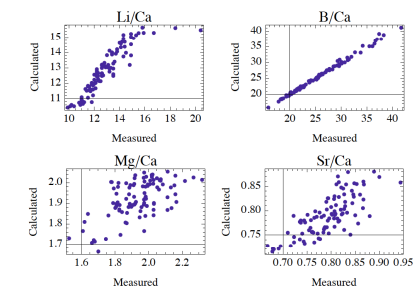 Li/Ca
B/Ca
Calculated
15
14
13
12
11
10 12 14 16 18 20
Measured
Calculated
40
35
30
25
20
20 25 30 35 40
Measured
Mg/Ca
Sr/Ca
Calculated
2.0
1.9
1.8
1.7
1.6 1.8 2.0 2.2
Measured
Calculated
0.85
0.80
0.75
0.70 0.75 0.80 0.85 0.90 0.95
Measured